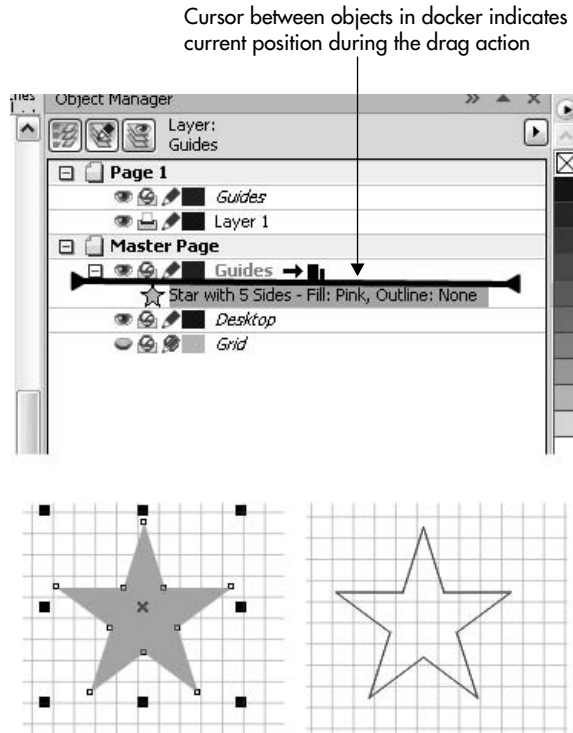 Cursor between objects in docker indicates
current position during the drag action
Object Manager
Layer:
Guides
Page 1
Guides
Layer 1
Master Page
Guides
Star with 5 Sides - Fill: Pink, Outline: None
Desktop
Grid